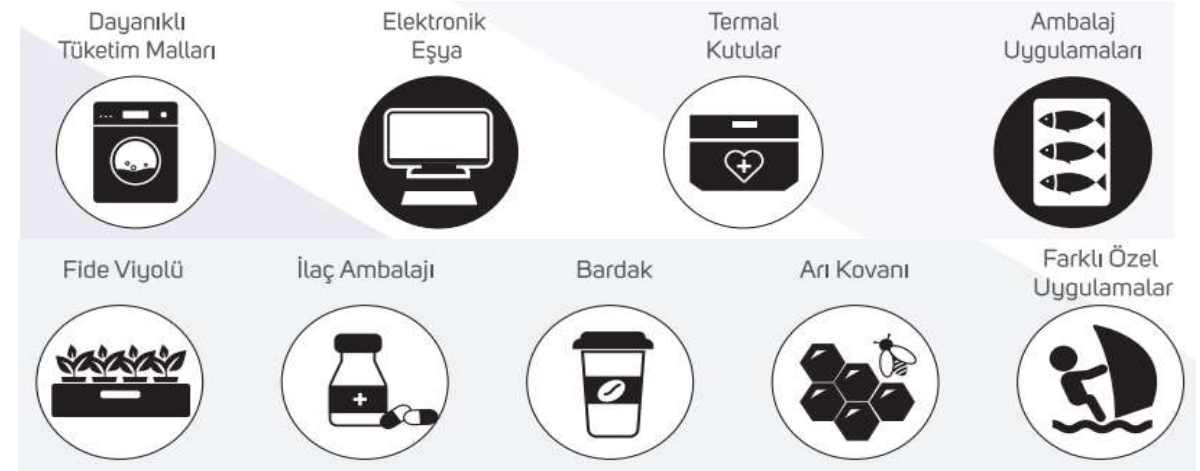 Dayanıklı
Tüketim Malları
Elektronik
Eşya
Termal
Kutular
Ambalaj
Uygulamaları
Fide Viyolü
İlaç Ambalajı
Bardak
Arı Kovanı
Farklı Özel
Uygulamalar